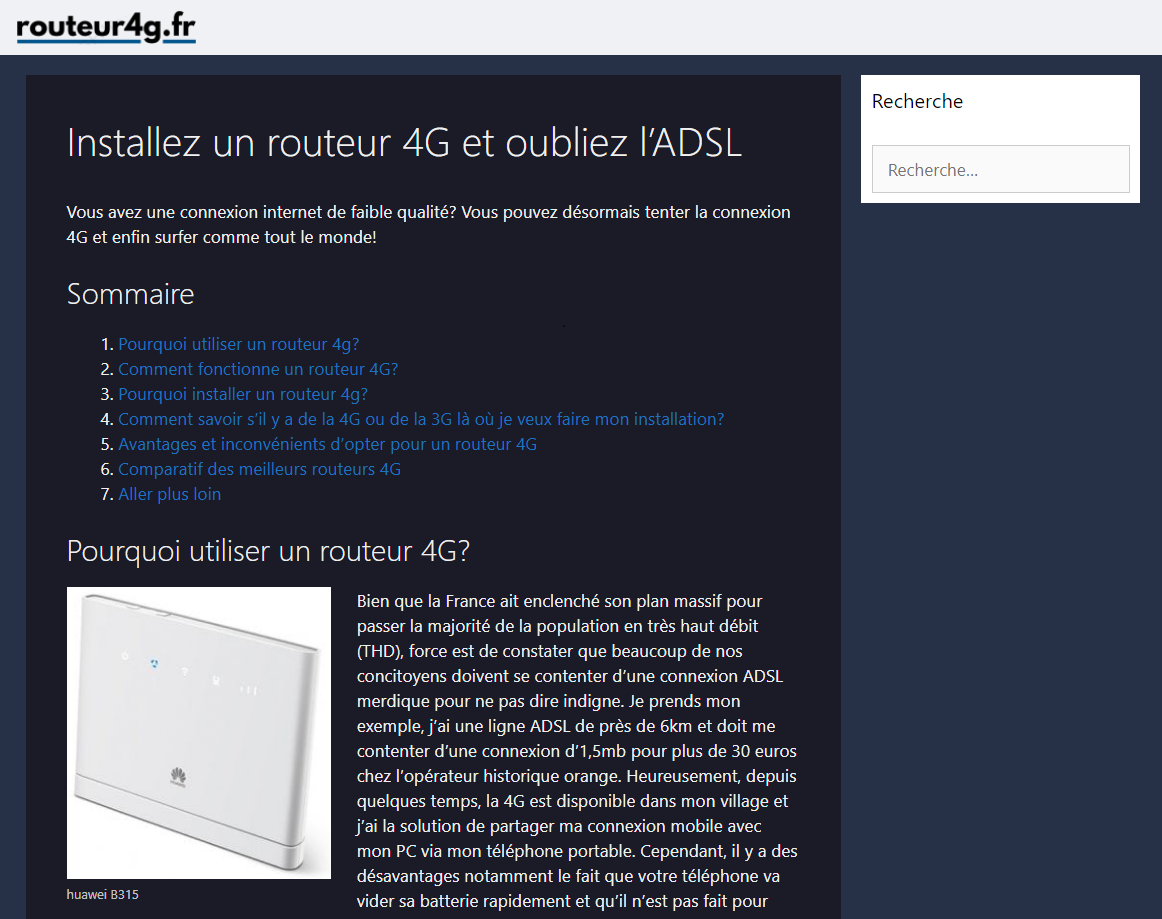 routeur4g.fr
Installez un routeur 4G et oubliez l’ADSL
Vous avez une connexion internet de faible qualité? Vous pouvez désormais tenter la connexion
4G et enfin surfer comme tout le monde!
Sommaire
1. Pourquoi utiliser un routeur 4g?
2. Comment fonctionne un routeur 4G?
3. Pourquoi installer un routeur 4g?
4. Comment savoir s’il y a de la 4G ou de la 3G là où je veux faire mon installation?
5. Avantages et inconvénients d’opter pour un routeur 4G
6. Comparatif des meilleurs routeurs 4G
7. Aller plus loin
Pourquoi utiliser un routeur 4G?
huawei B315
Bien que la France ait enclenché son plan massif pour
passer la majorité de la population en très haut débit
(THD), force est de constater que beaucoup de nos
concitoyens doivent se contenter d’une connexion ADSL
merdique pour ne pas dire indigne. Je prends mon
exemple, j’ai une ligne ADSL de près de 6km et doit me
contenter d’une connexion d’1,5mb pour plus de 30 euros
chez l’opérateur historique orange. Heureusement, depuis
quelques temps, la 4G est disponible dans mon village et
j’ai la solution de partager ma connexion mobile avec
mon PC via mon téléphone portable. Cependant, il y a des
désavantages notamment le fait que votre téléphone va
vider sa batterie rapidement et qu’il n’est pas fait pour
Recherche
Recherche...